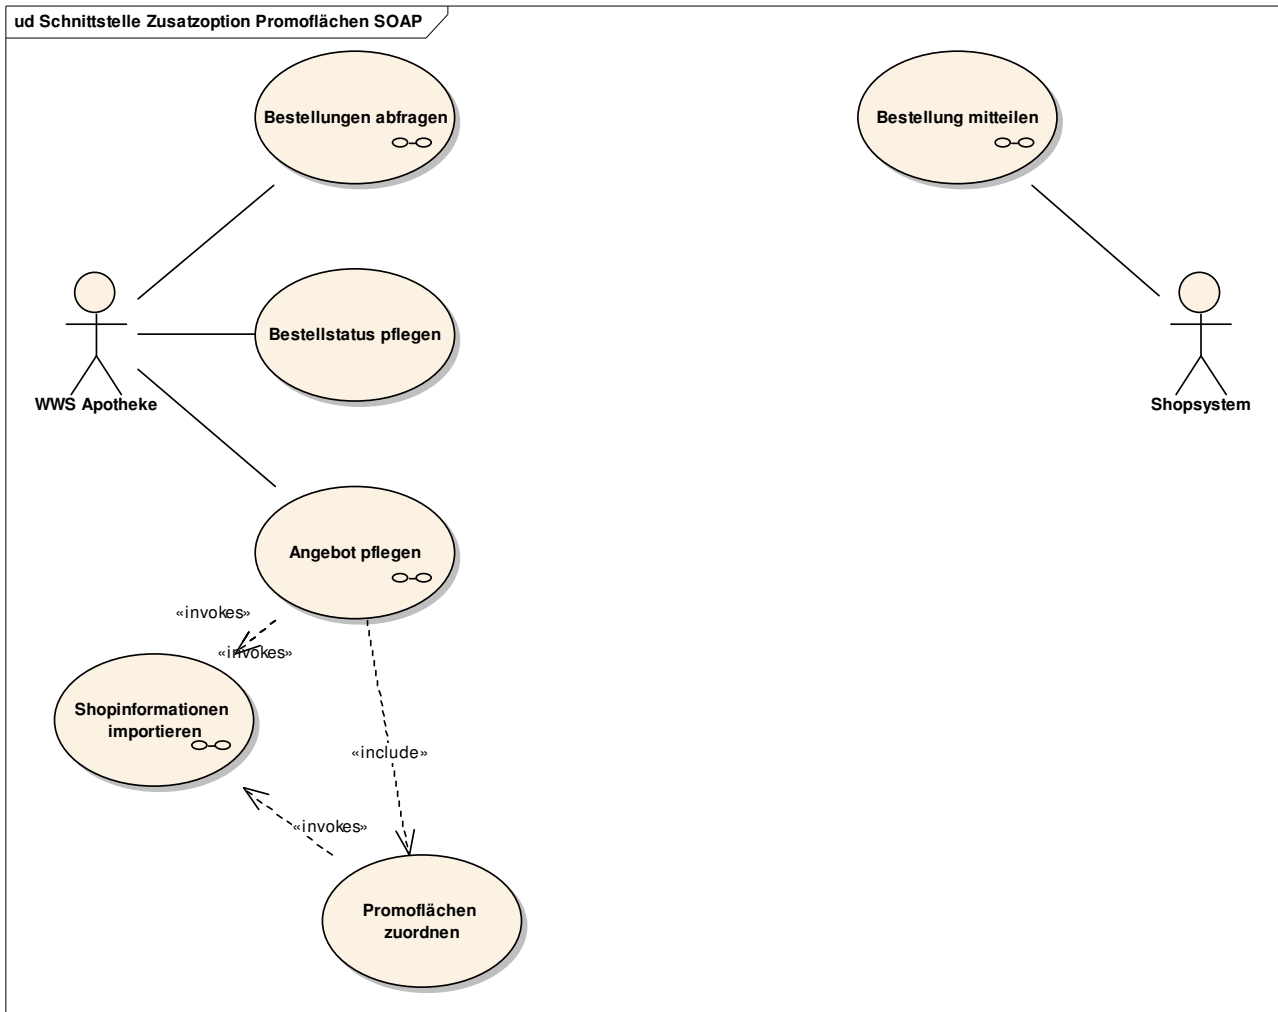 ud Schnittstelle Zusatzoption Promoflächen SOAP
Bestellungen abfragen
Bestellung mitteilen
Bestellstatus pflegen
WWS Apotheke
Shopsystem
Angebot pflegen
«invokes»
«invokes»
Shopinformationen
importieren
«include»
«invokes»
Promoflächen
zuordnen